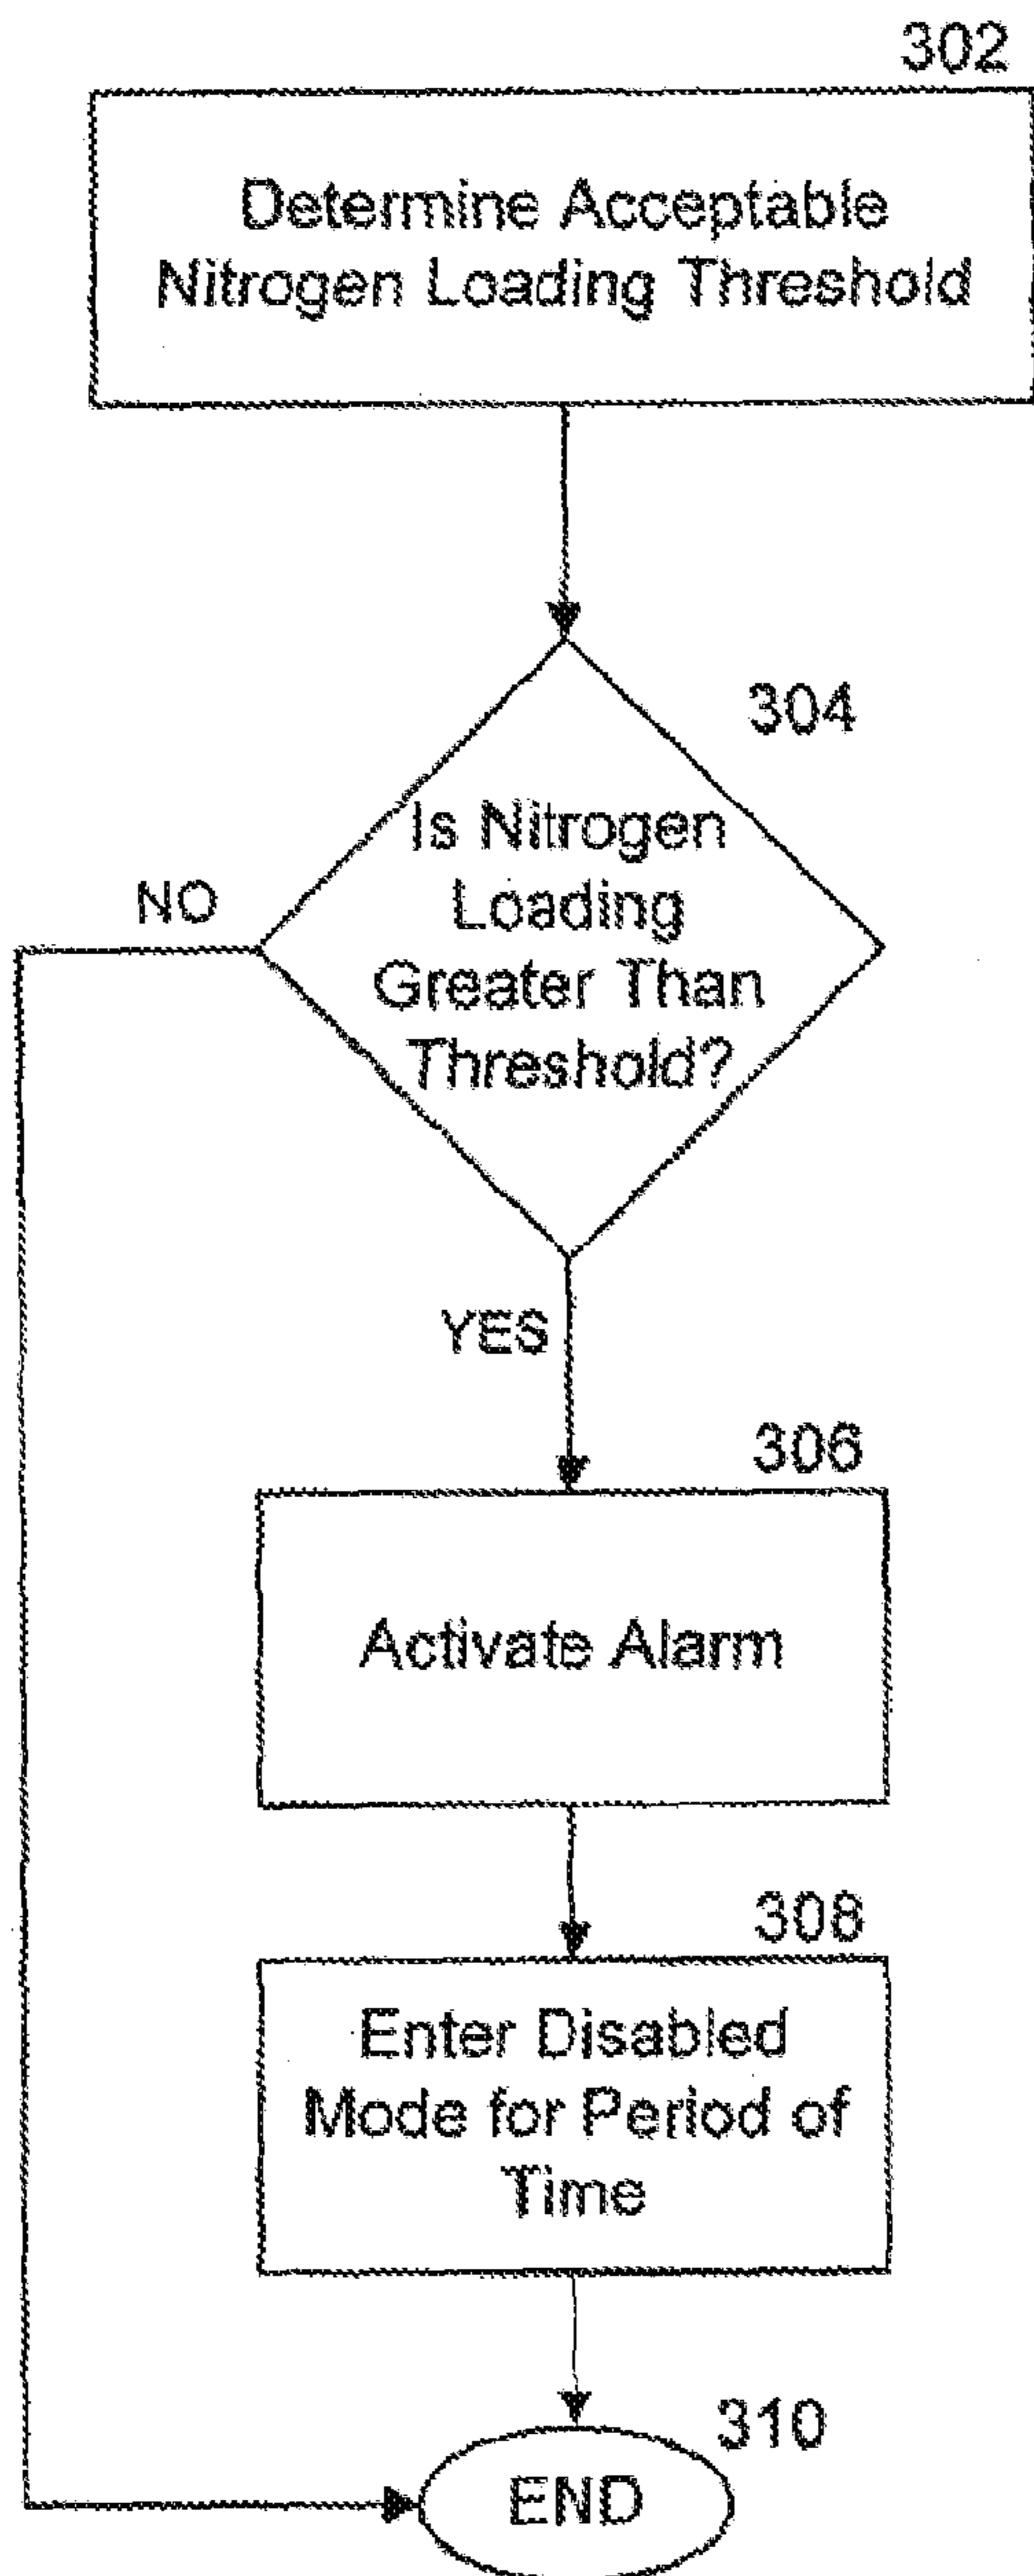 302
Determine Acceptable
Nitrogen Loading Threshold
304
Is Nitrogen
Loading
Greater Than
Threshold?
NO
YES
306
Activate Alarm
308
Enter Disabled
Mode for Period of
Time
310
END